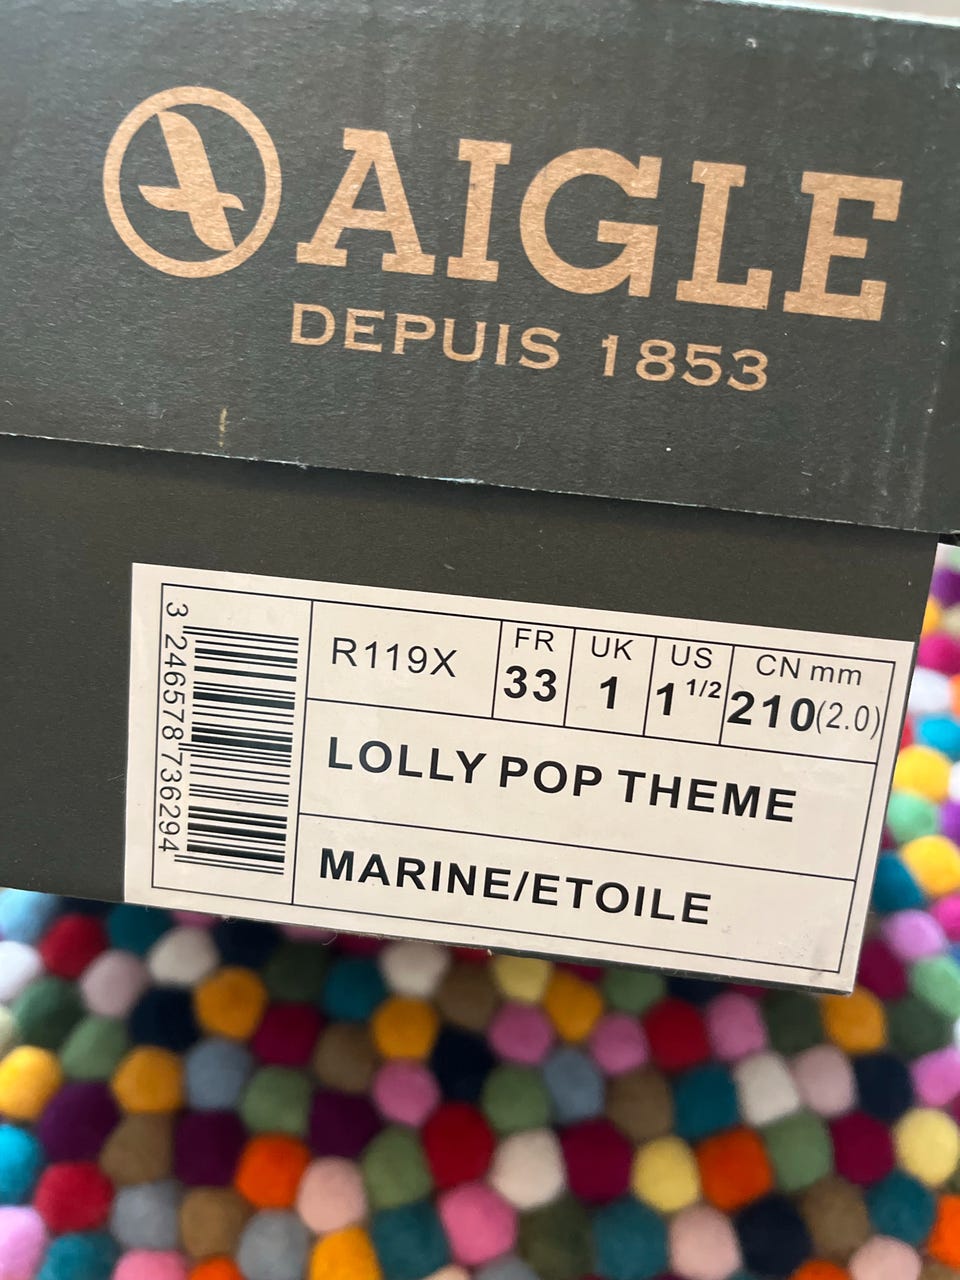 AIGLE
DEPUIS 1853
3 246578 736294
R119X
FR
33
UK
1
US
1 1/2
CN mm
210(2.0)
LOLLY POP THEME
MARINE/ETOILE